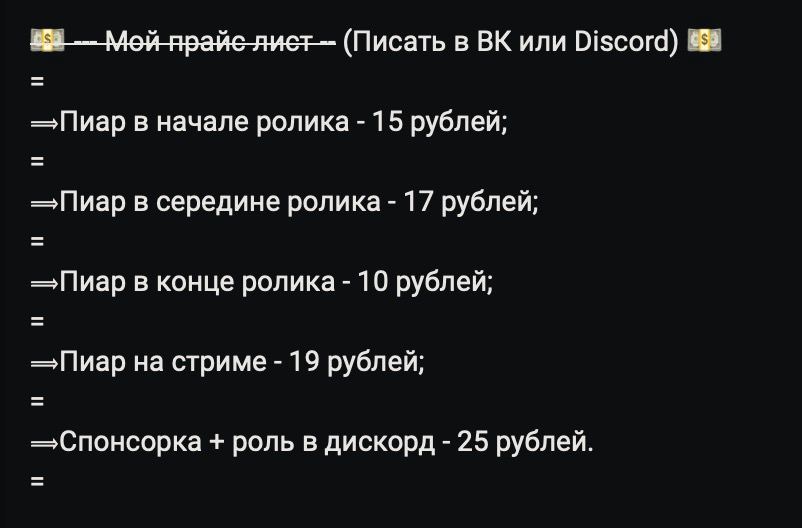 💵 --- Мой прайс лист -- (Писать в ВК или Discord) 💵
=
⟹Пиар в начале ролика - 15 рублей;
=
⟹Пиар в середине ролика - 17 рублей;
=
⟹Пиар в конце ролика - 10 рублей;
=
⟹Пиар на стриме - 19 рублей;
=
⟹Спонсорка + роль в дискорд - 25 рублей.
=